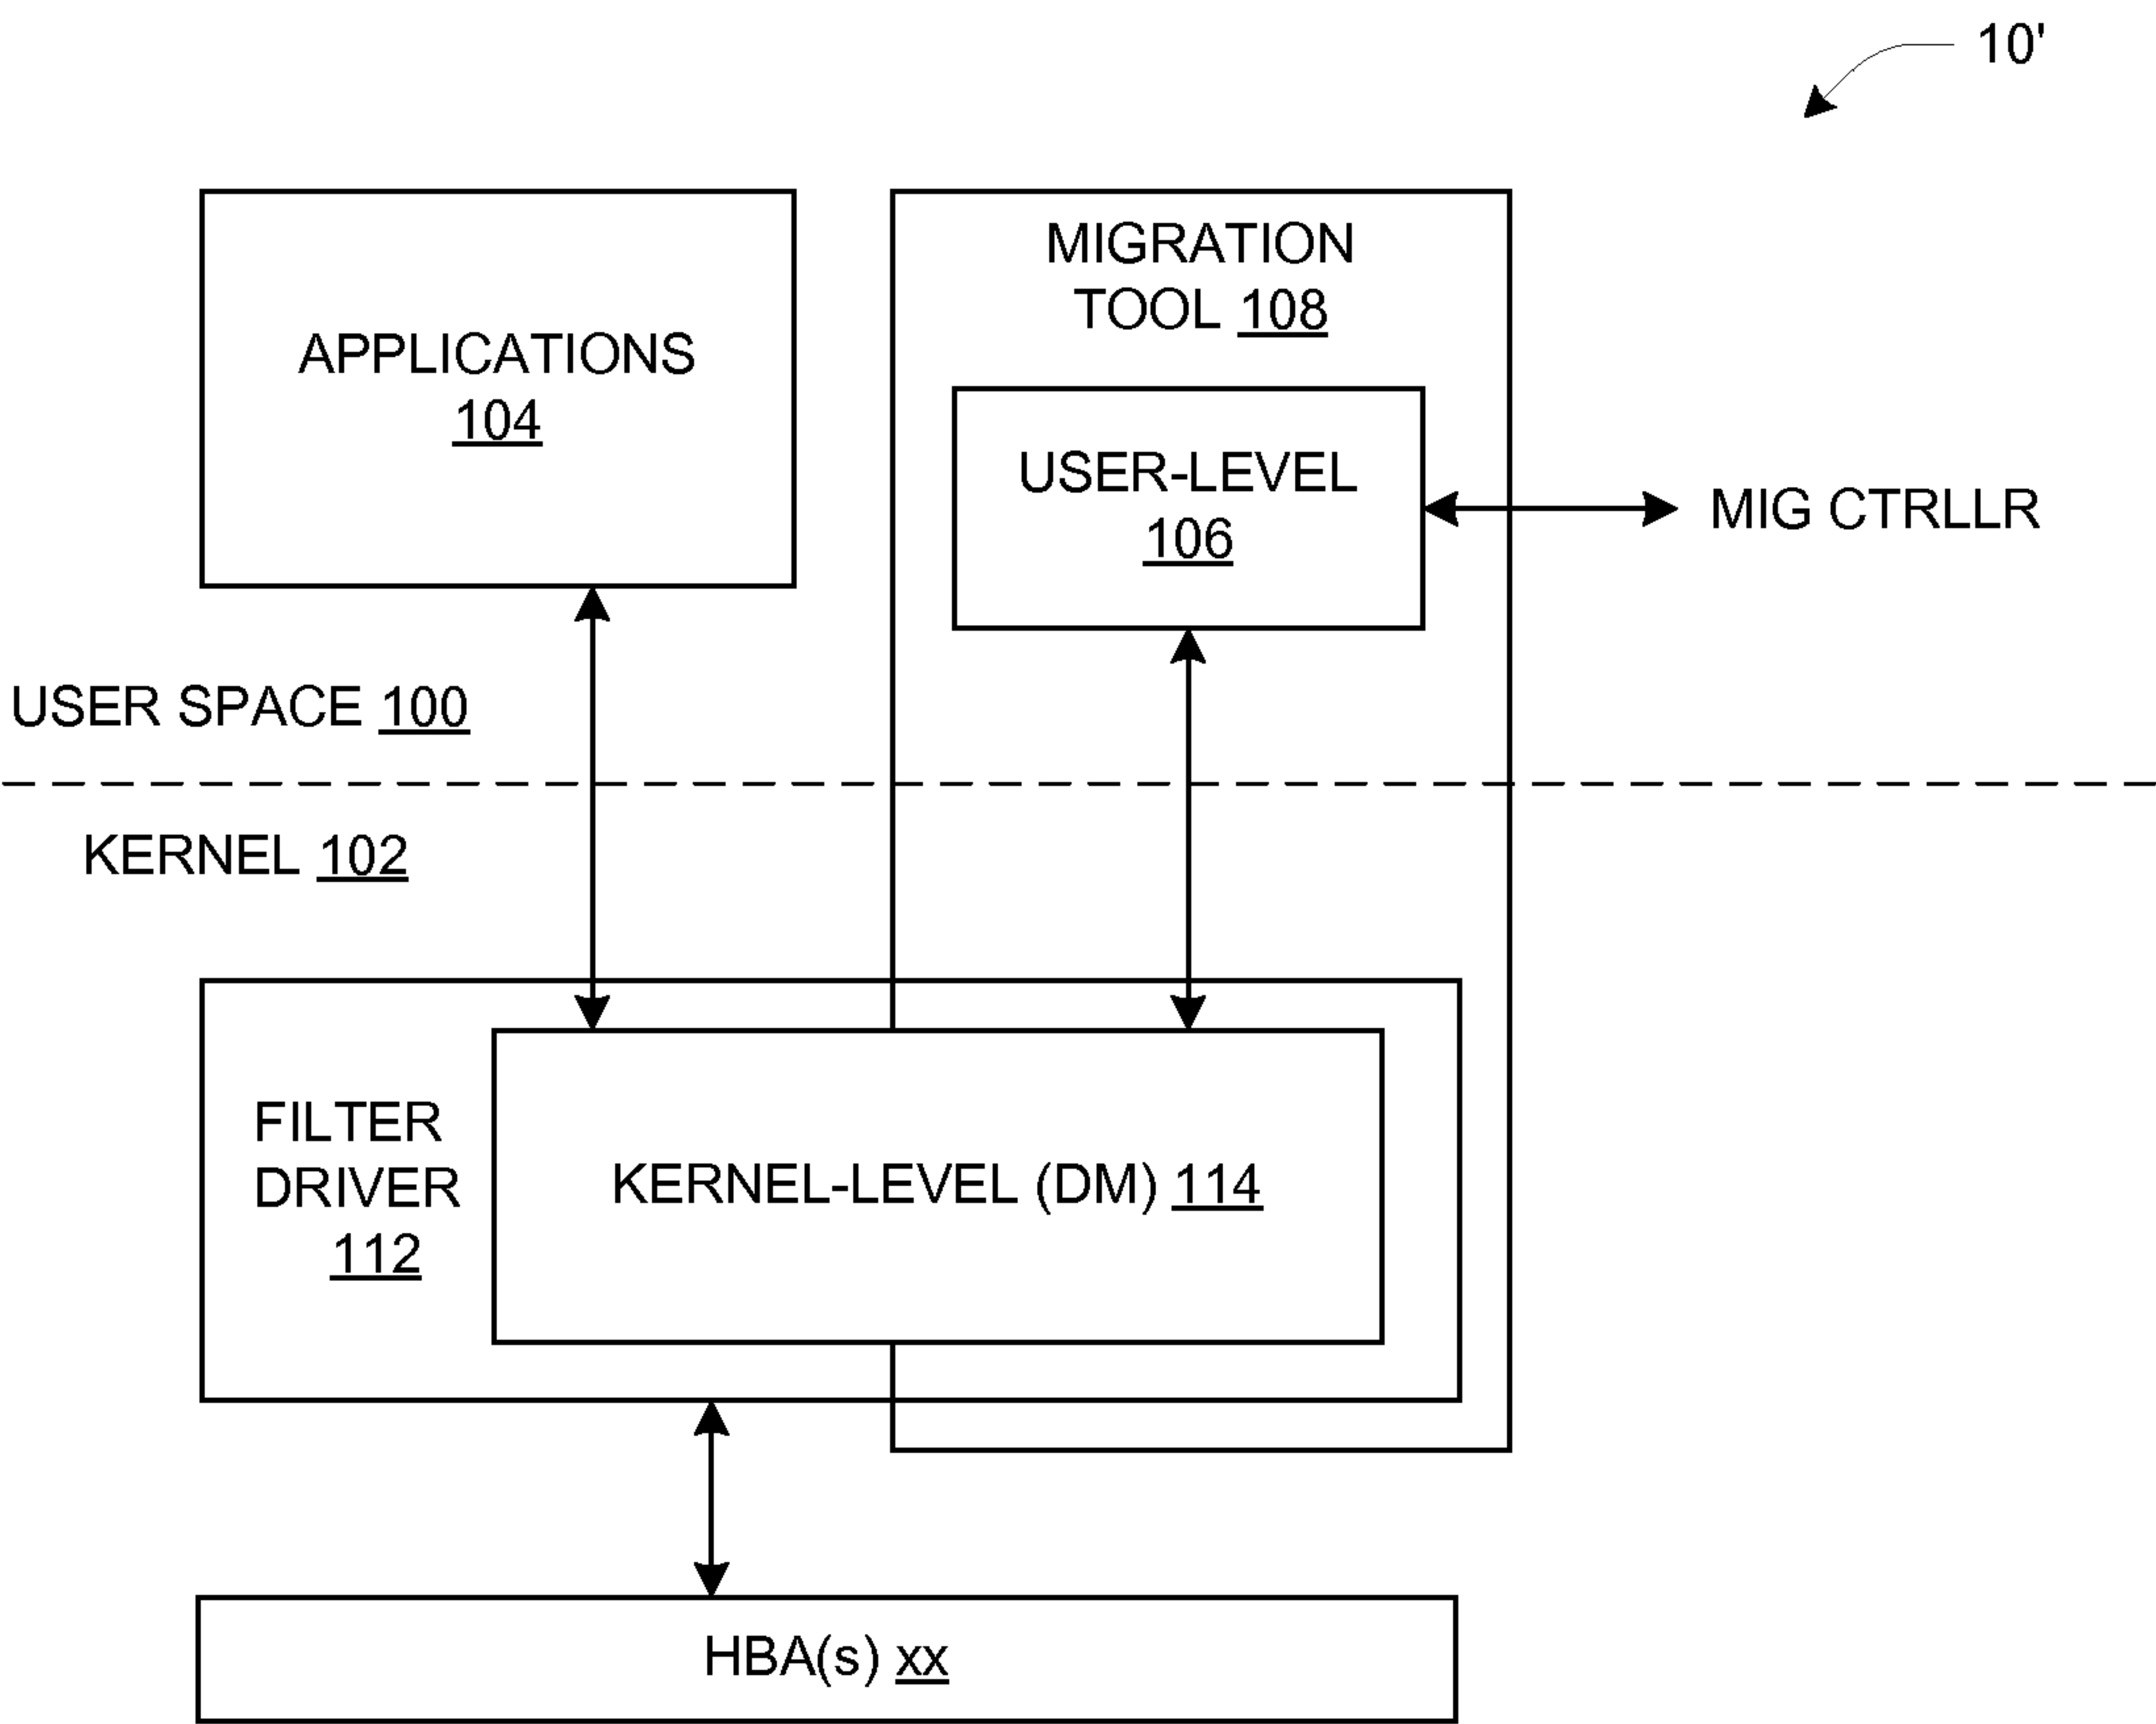 10'
APPLICATIONS
104
MIGRATION
TOOL 108
USER-LEVEL
106
MIG CTRLLR
USER SPACE 100
KERNEL 102
FILTER
DRIVER
112
KERNEL-LEVEL (DM) 114
HBA(s) xx